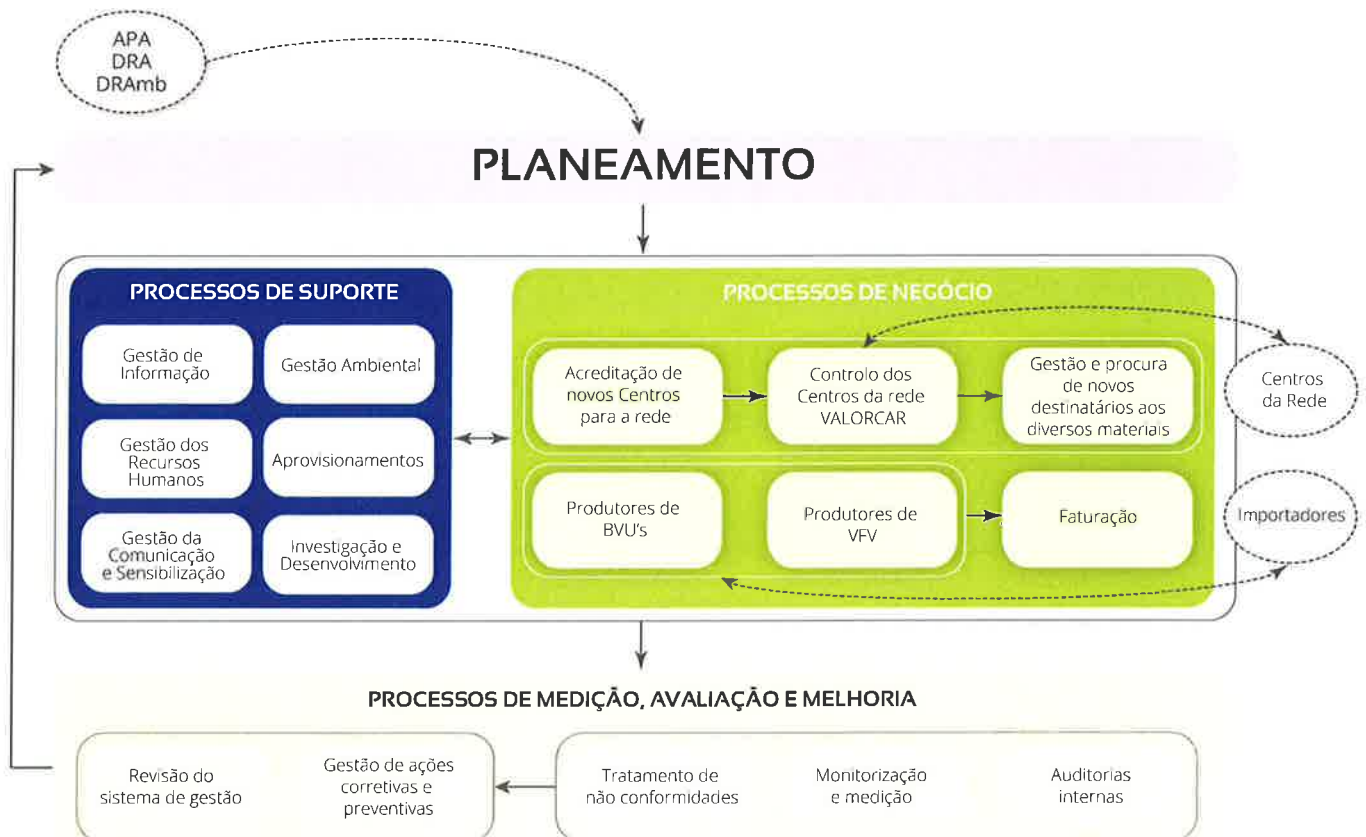 APA
DRA
DRAmb
PLANEAMENTO
PROCESSOS DE SUPORTE
Gestão de
Informação
Gestão Ambiental
Gestão dos
Recursos
Humanos
Aprovisionamentos
Gestão da
Comunicação
e Sensibilização
Investigação e
Desenvolvimento
PROCESSOS DE NEGÓCIO
Acreditação de
novos Centros
para a rede
Controlo dos
Centros da rede
VALORCAR
Gestão e procura
de novos
destinatários aos
diversos materiais
Produtores de
BVU's
Produtores de
VFV
Faturação
Centros
da Rede
Importadores
PROCESSOS DE MEDIÇÃO, AVALIAÇÃO E MELHORIA
Revisão do
sistema de gestão
Gestão de ações
corretivas e
preventivas
Tratamento de
não conformidades
Monitorização
e medição
Auditorias
internas